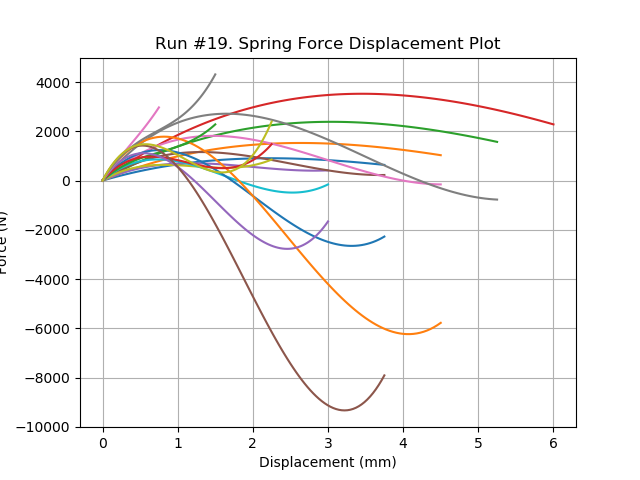 Run #19. Spring Force Displacement Plot
Force (N)
4000
2000
0
−2000
−4000
−6000
−8000
−10000
0 1 2 3 4 5 6
Displacement (mm)